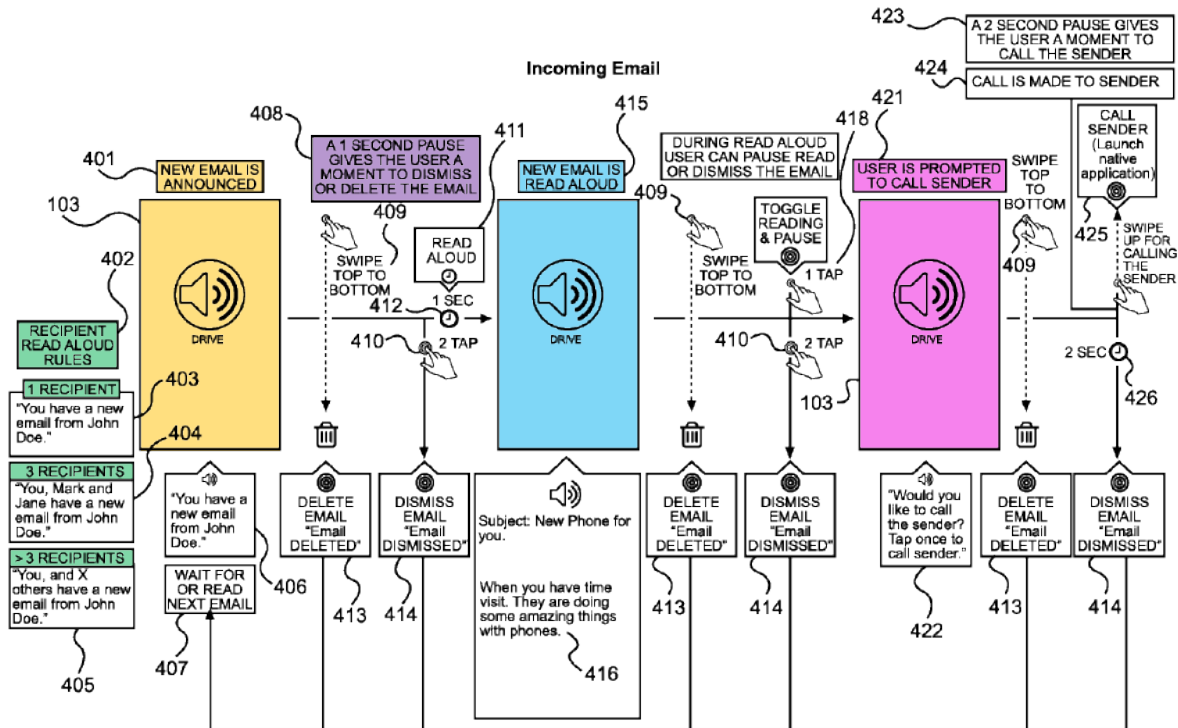 Incoming Email
423
A 2 SECOND PAUSE GIVES
THE USER A MOMENT TO
CALL THE SENDER
424
CALL IS MADE TO SENDER
401
NEW EMAIL IS
ANNOUNCED
103
402
RECIPIENT
READ ALOUD
RULES
403
1 RECIPIENT
"You have a new
email from John
Doe."
404
3 RECIPIENTS
"You, Mark and
Jane have a new
email from John
Doe."
> 3 RECIPIENTS
"You, and X
others have a new
email from John
Doe."
405
DRIVE
"You have a
new email
from John
Doe."
406
WAIT FOR
OR READ
NEXT EMAIL
407
408
A 1 SECOND PAUSE
GIVES THE USER A
MOMENT TO DISMISS
OR DELETE THE EMAIL
409
SWIPE
TOP TO
BOTTOM
411
READ
ALOUD
412
1 SEC
410
2 TAP
DELETE
EMAIL
"Email
DELETED"
413
DISMISS
EMAIL
"Email
DISMISSED"
414
415
NEW EMAIL IS
READ ALOUD
DRIVE
Subject: New Phone for
you.
When you have time
visit. They are doing
some amazing things
with phones.
416
DURING READ ALOUD
USER CAN PAUSE READ
OR DISMISS THE EMAIL
418
409
SWIPE
TOP TO
BOTTOM
TOGGLE
READING
& PAUSE
1 TAP
410
2 TAP
DELETE
EMAIL
"Email
DELETED"
413
DISMISS
EMAIL
"Email
DISMISSED"
414
421
USER IS PROMPTED
TO CALL SENDER
DRIVE
103
"Would you
like to call
the sender?
Tap once to
call sender."
422
SWIPE
TOP
TO
BOTTOM
409
CALL
SENDER
(Launch
native
application)
425
SWIPE
UP FOR
CALLING
THE
SENDER
2 SEC
426
DELETE
EMAIL
"Email
DELETED"
413
DISMISS
EMAIL
"Email
DISMISSED"
414